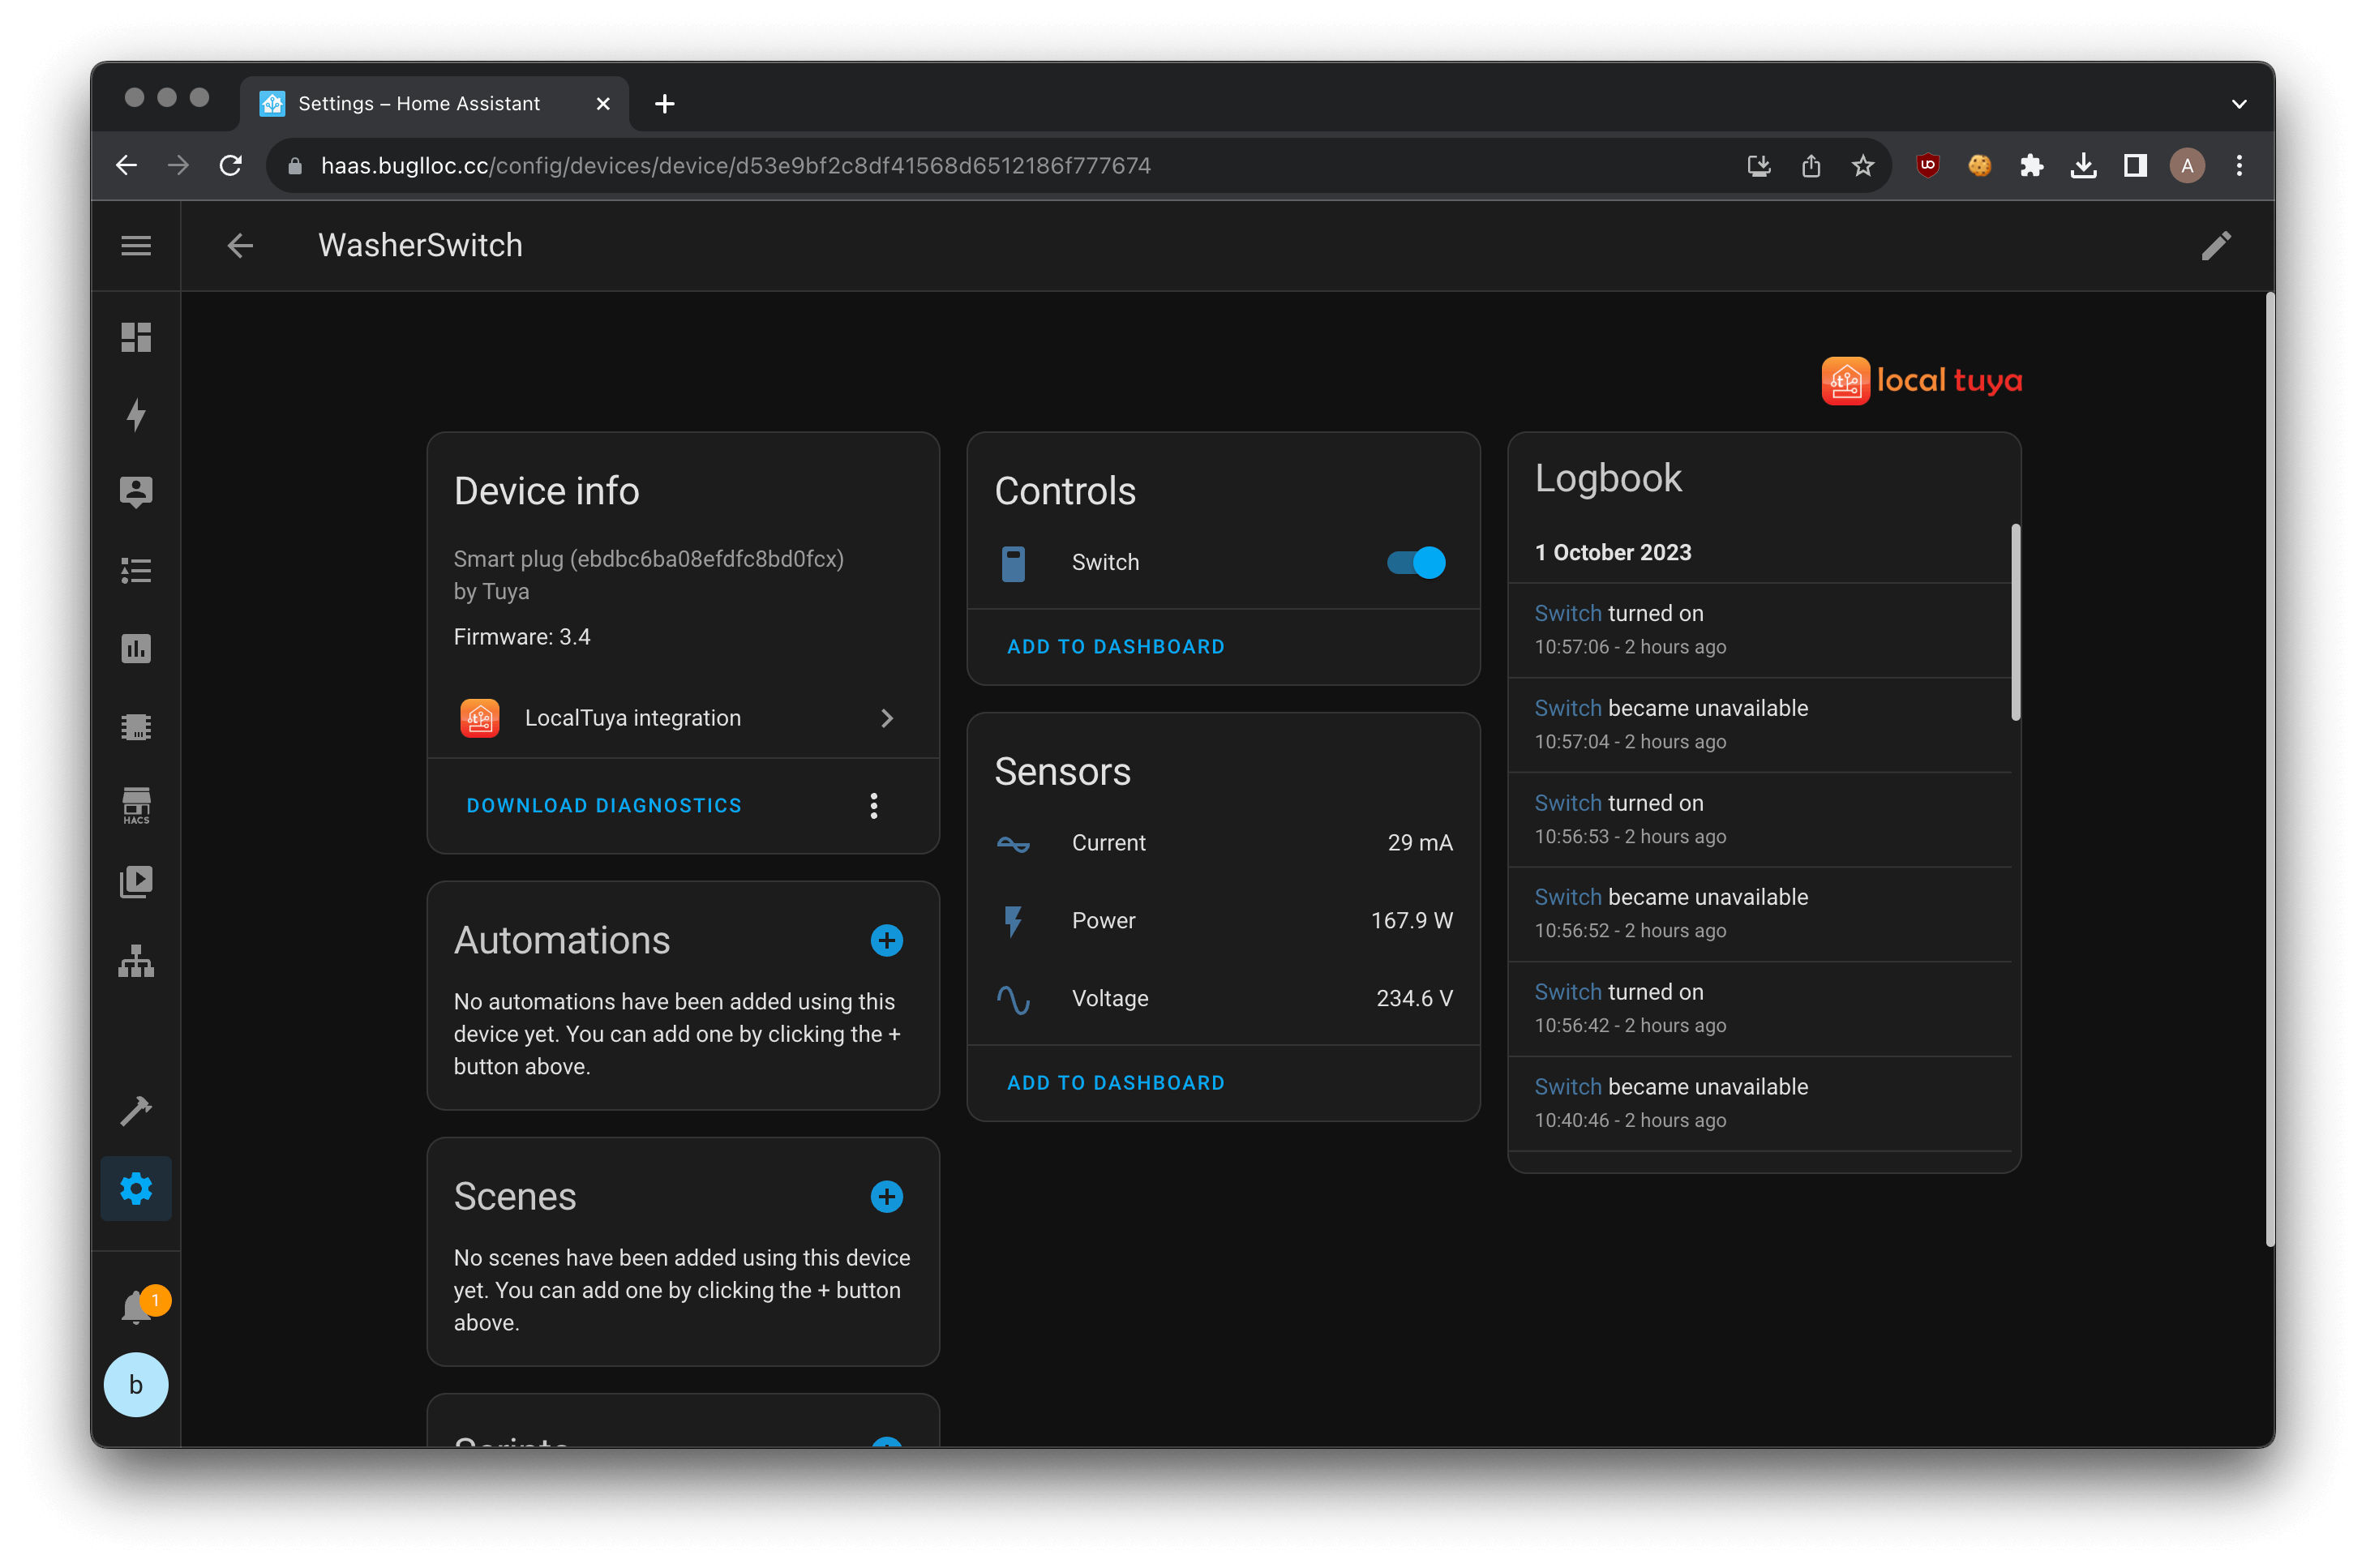 Settings – Home Assistant
haas.buglloc.cc/config/devices/device/d53e9bf2c8df41568d6512186f777674
A
WasherSwitch
HACS
1
b
local tuya
Device info
Smart plug (ebdbc6ba08efdfc8bd0fcx)
by Tuya
Firmware: 3.4
LocalTuya integration
DOWNLOAD DIAGNOSTICS
Automations
No automations have been added using this
device yet. You can add one by clicking the +
button above.
Scenes
No scenes have been added using this device
yet. You can add one by clicking the + button
above.
Controls
Switch
ADD TO DASHBOARD
Sensors
Current 29 mA
Power 167.9 W
Voltage 234.6 V
ADD TO DASHBOARD
Logbook
1 October 2023
Switch turned on
10:57:06 - 2 hours ago
Switch became unavailable
10:57:04 - 2 hours ago
Switch turned on
10:56:53 - 2 hours ago
Switch became unavailable
10:56:52 - 2 hours ago
Switch turned on
10:56:42 - 2 hours ago
Switch became unavailable
10:40:46 - 2 hours ago